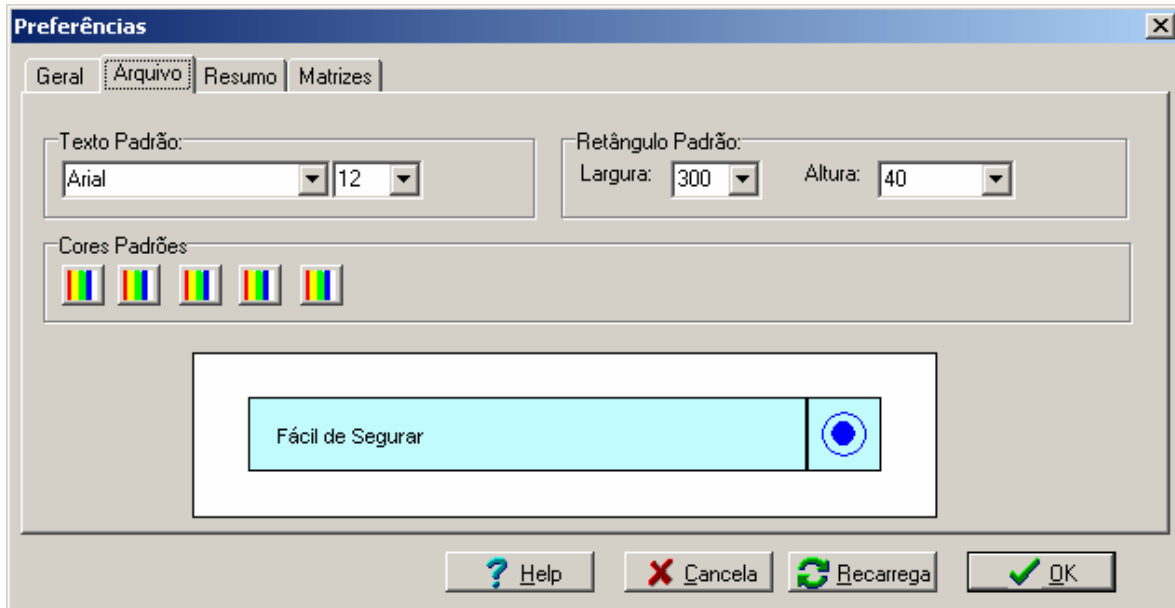 Preferências
Geral Arquivo Resumo Matrizes
Texto Padrão: Retângulo Padrão:
Arial 12 Largura: 300 Altura: 40
Cores Padrões
Fácil de Segurar
? Help Cancela Recarrega OK